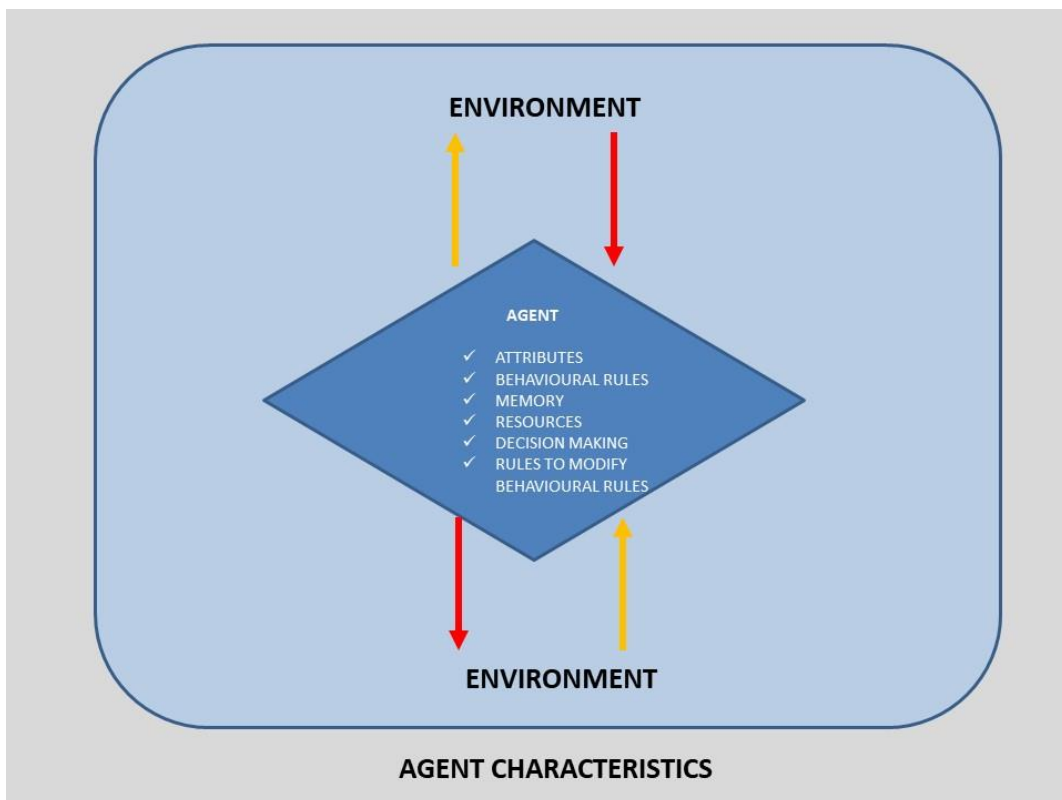 ENVIRONMENT
AGENT
✓ ATTRIBUTES
✓ BEHAVIOURAL RULES
✓ MEMORY
✓ RESOURCES
✓ DECISION MAKING
✓ RULES TO MODIFY
BEHAVIOURAL RULES
ENVIRONMENT
AGENT CHARACTERISTICS